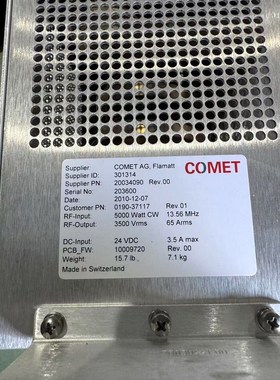 Supplier COMET AG, Flamatt
COMET
Supplier ID: 301314
Supplier PN: 20034090 Rev.00
Serial No: 203600
Date: 2010-12-07
Customer PN: 0190-37117 Rev.01
RF-Input: 5000 Watt CW 13.56 MHz
RF-Output 3500 Vrms 65 Arms
DC-Input: 24 VDC 3.5 A max
PCB_FW 10009720 Rev. 00
Weight: 15.7 lb, 7.1 kg
Made in Switzerland